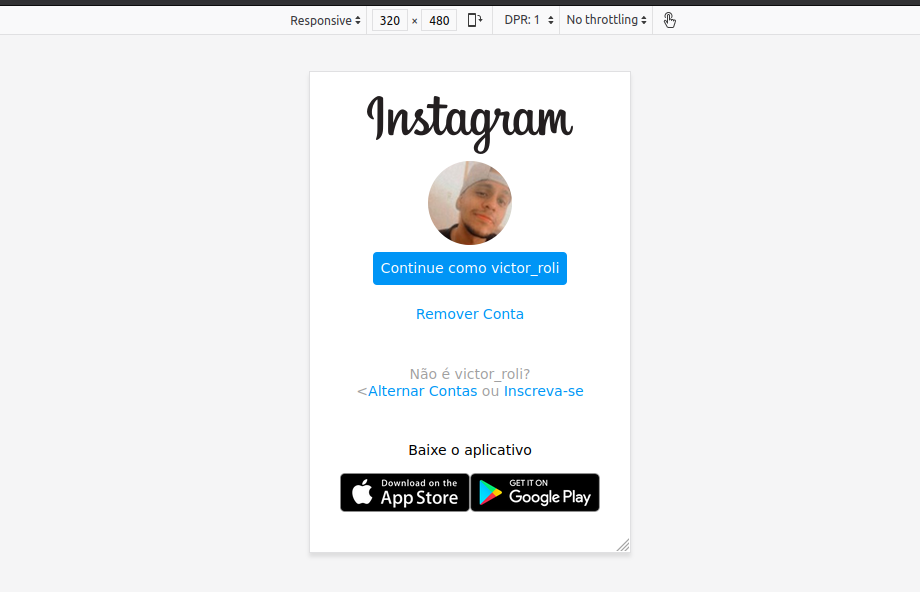 Responsive 320 × 480 DPR: 1 No throttling
Instagram
Continue como victor_roli
Remover Conta
Não é victor_roli?
<Alternar Contas ou Inscreva-se
Baixe o aplicativo
Download on the
App Store
GET IT ON
Google Play